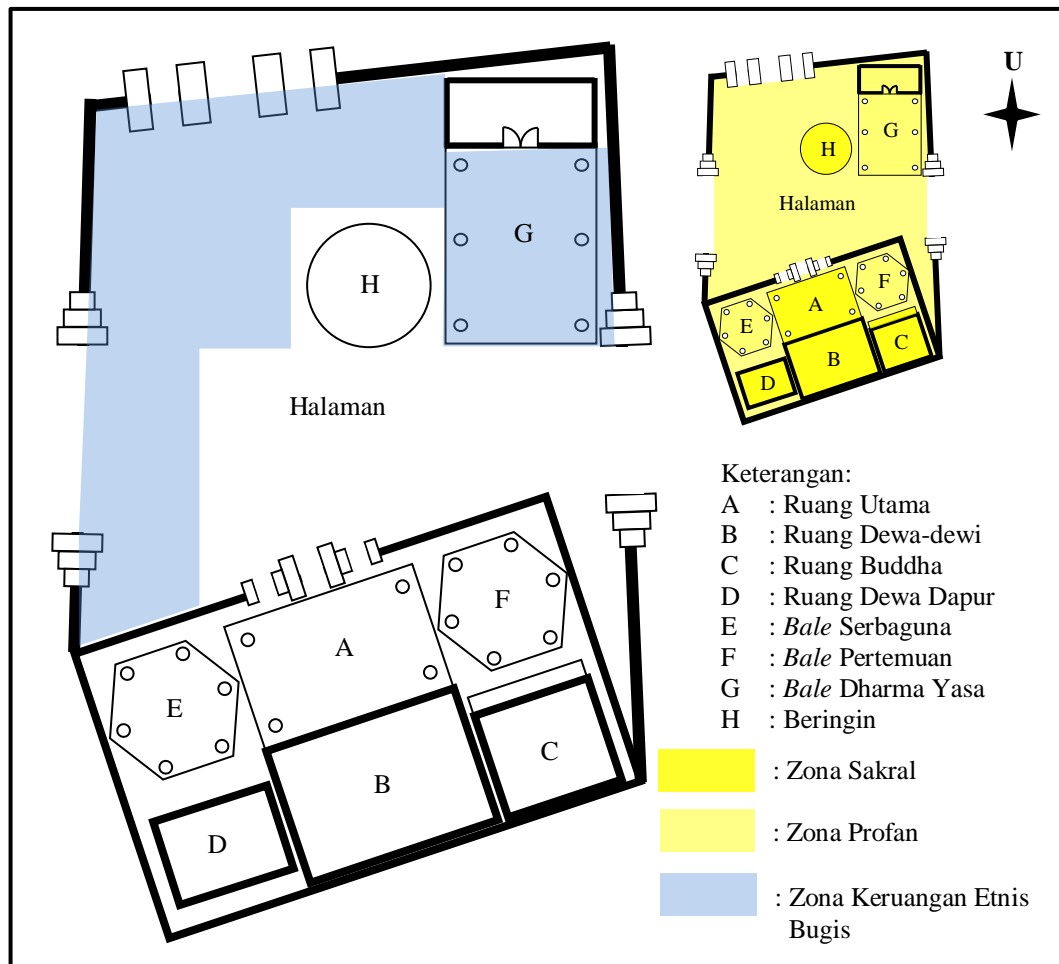 G
H
Halaman
A
F
E
B
C
D
U
G
H
Halaman
A
F
E
B
C
D
Keterangan:
A : Ruang Utama
B : Ruang Dewa-dewi
C : Ruang Buddha
D : Ruang Dewa Dapur
E : Bale Serbaguna
F : Bale Pertemuan
G : Bale Dharma Yasa
H : Beringin
: Zona Sakral
: Zona Profan
: Zona Keruangan Etnis
Bugis